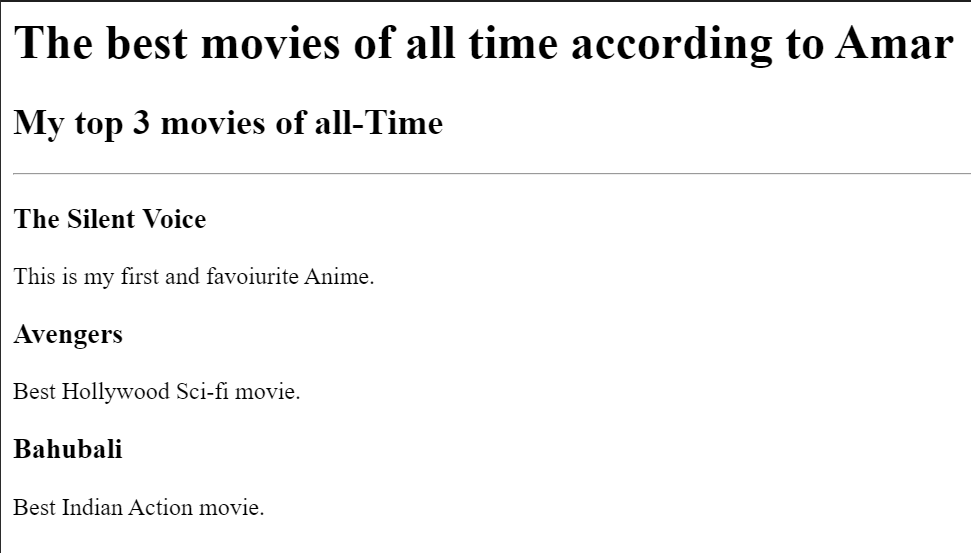 The best movies of all time according to Amar
My top 3 movies of all-Time
The Silent Voice
This is my first and favoiurite Anime.
Avengers
Best Hollywood Sci-fi movie.
Bahubali
Best Indian Action movie.